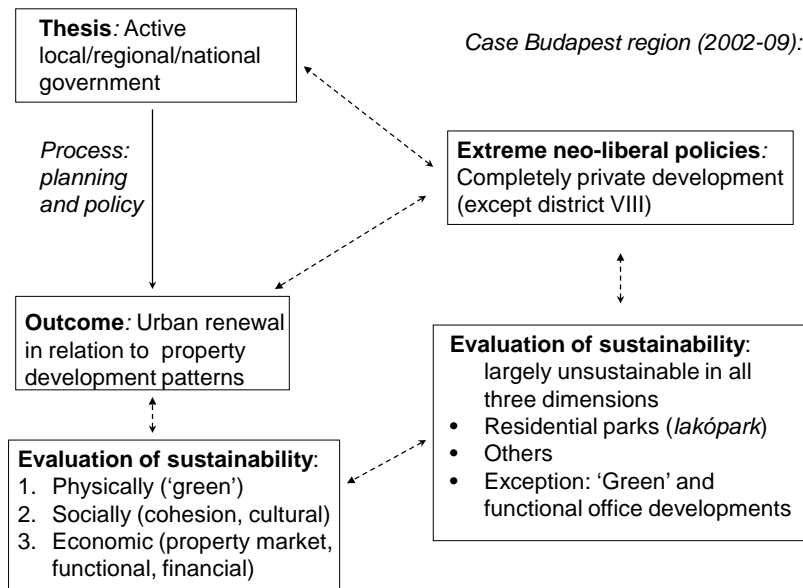 Thesis: Active
local/regional/national
government
Case Budapest region (2002-09):
Process:
planning
and policy
Extreme neo-liberal policies:
Completely private development
(except district VIII)
Outcome: Urban renewal
in relation to property
development patterns
Evaluation of sustainability:
largely unsustainable in all
three dimensions
• Residential parks (lakópark)
• Others
• Exception: ‘Green’ and
functional office developments
Evaluation of sustainability:
1. Physically (‘green’)
2. Socially (cohesion, cultural)
3. Economic (property market,
functional, financial)